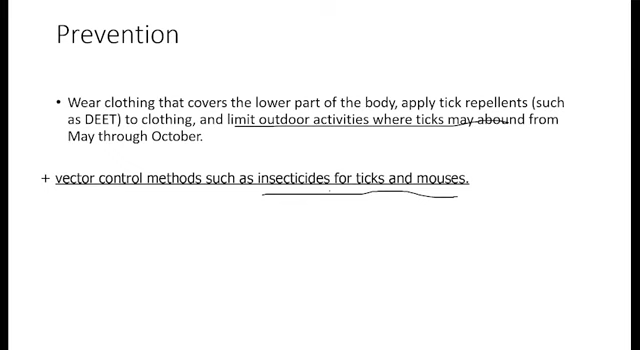 Prevention
• Wear clothing that covers the lower part of the body, apply tick repellents (such
as DEET) to clothing, and limit outdoor activities where ticks may abound from
May through October.
+ vector control methods such as insecticides for ticks and mouses.